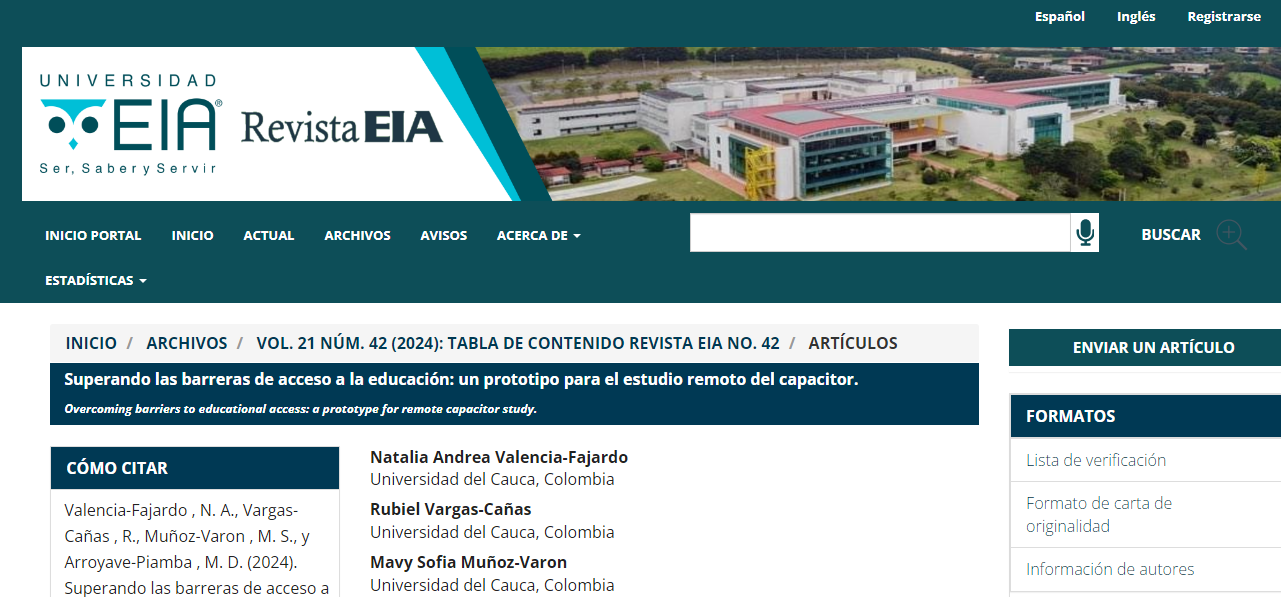 Español Inglés Registrarse
UNIVERSIDAD
EIA®
Ser, Saber y Servir
Revista EIA
INICIO PORTAL INICIO ACTUAL ARCHIVOS AVISOS ACERCA DE
BUSCAR
ESTADÍSTICAS
INICIO / ARCHIVOS / VOL. 21 NÚM. 42 (2024): TABLA DE CONTENIDO REVISTA EIA NO. 42 / ARTÍCULOS
Superando las barreras de acceso a la educación: un prototipo para el estudio remoto del capacitor.
Overcoming barriers to educational access: a prototype for remote capacitor study.
CÓMO CITAR
Valencia-Fajardo , N. A., Vargas-
Cañas , R., Muñoz-Varon , M. S., y
Arroyave-Piamba , M. D. (2024).
Superando las barreras de acceso a
Natalia Andrea Valencia-Fajardo
Universidad del Cauca, Colombia
Rubiel Vargas-Cañas
Universidad del Cauca, Colombia
Mavy Sofia Muñoz-Varon
Universidad del Cauca, Colombia
ENVIAR UN ARTÍCULO
FORMATOS
Lista de verificación
Formato de carta de
originalidad
Información de autores